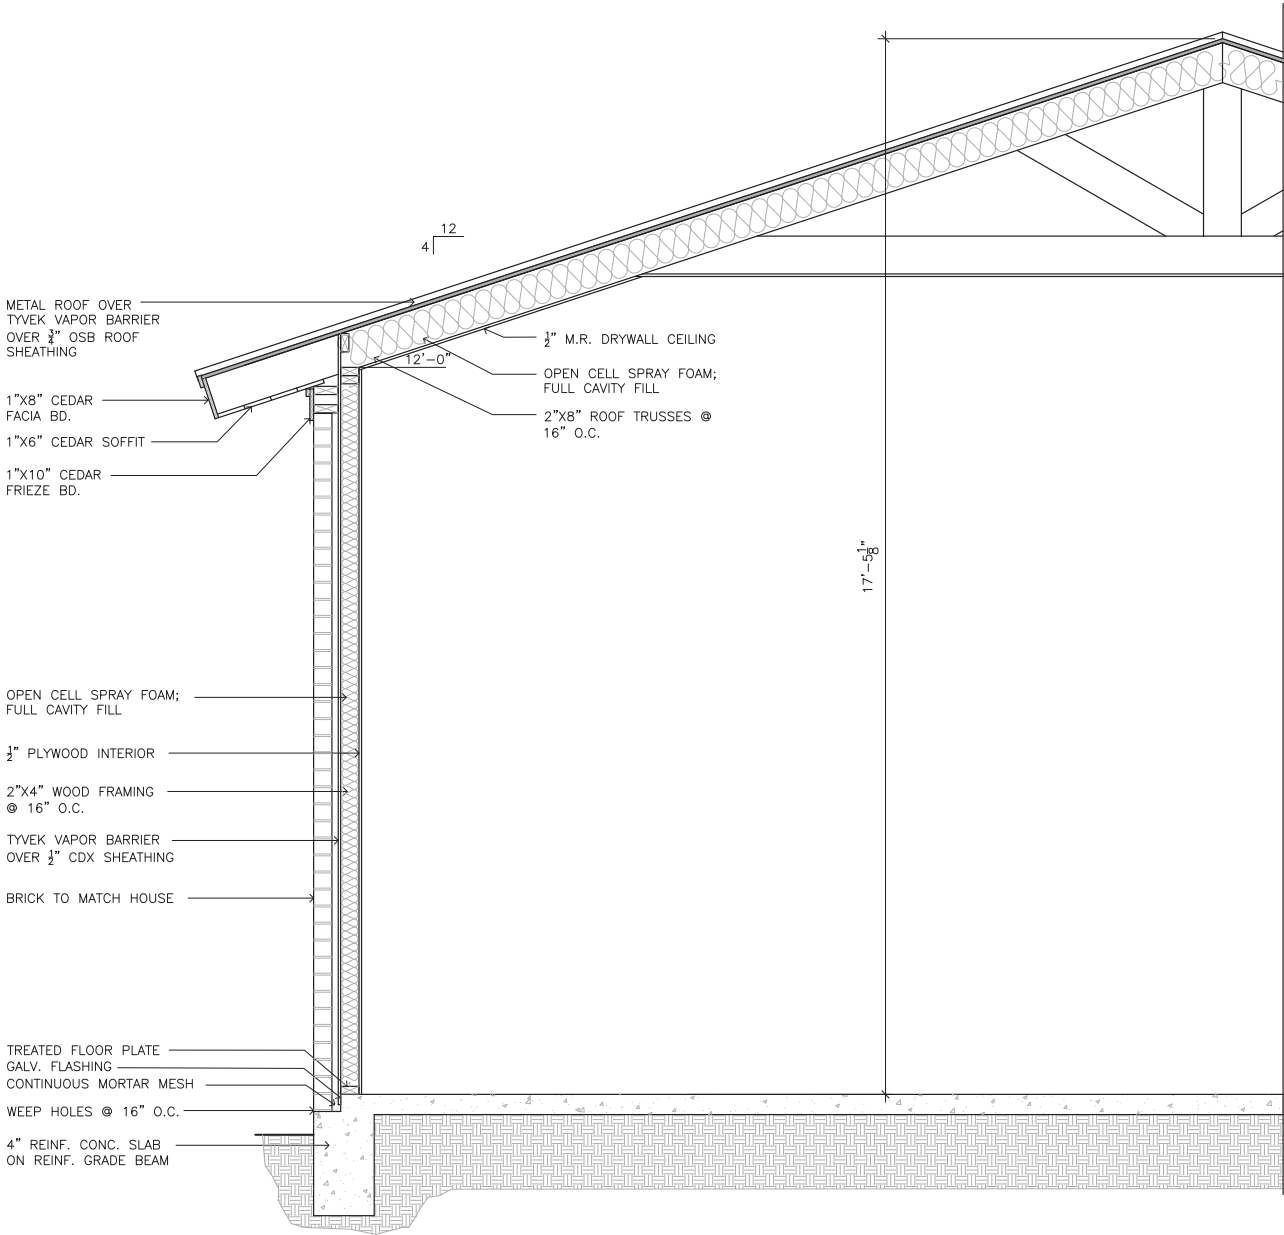 12
4
METAL ROOF OVER
TYVEK VAPOR BARRIER
OVER 3/4" OSB ROOF
SHEATHING
1"X8" CEDAR
FACIA BD.
1"X6" CEDAR SOFFIT
1"X10" CEDAR
FRIEZE BD.
1/2" M.R. DRYWALL CEILING
12'-0"
OPEN CELL SPRAY FOAM;
FULL CAVITY FILL
2"X8" ROOF TRUSSES @
16" O.C.
17'-5 1/8"
OPEN CELL SPRAY FOAM;
FULL CAVITY FILL
1/2" PLYWOOD INTERIOR
2"X4" WOOD FRAMING
@ 16" O.C.
TYVEK VAPOR BARRIER
OVER 1/2" CDX SHEATHING
BRICK TO MATCH HOUSE
TREATED FLOOR PLATE
GALV. FLASHING
CONTINUOUS MORTAR MESH
WEEP HOLES @ 16" O.C.
4" REINF. CONC. SLAB
ON REINF. GRADE BEAM